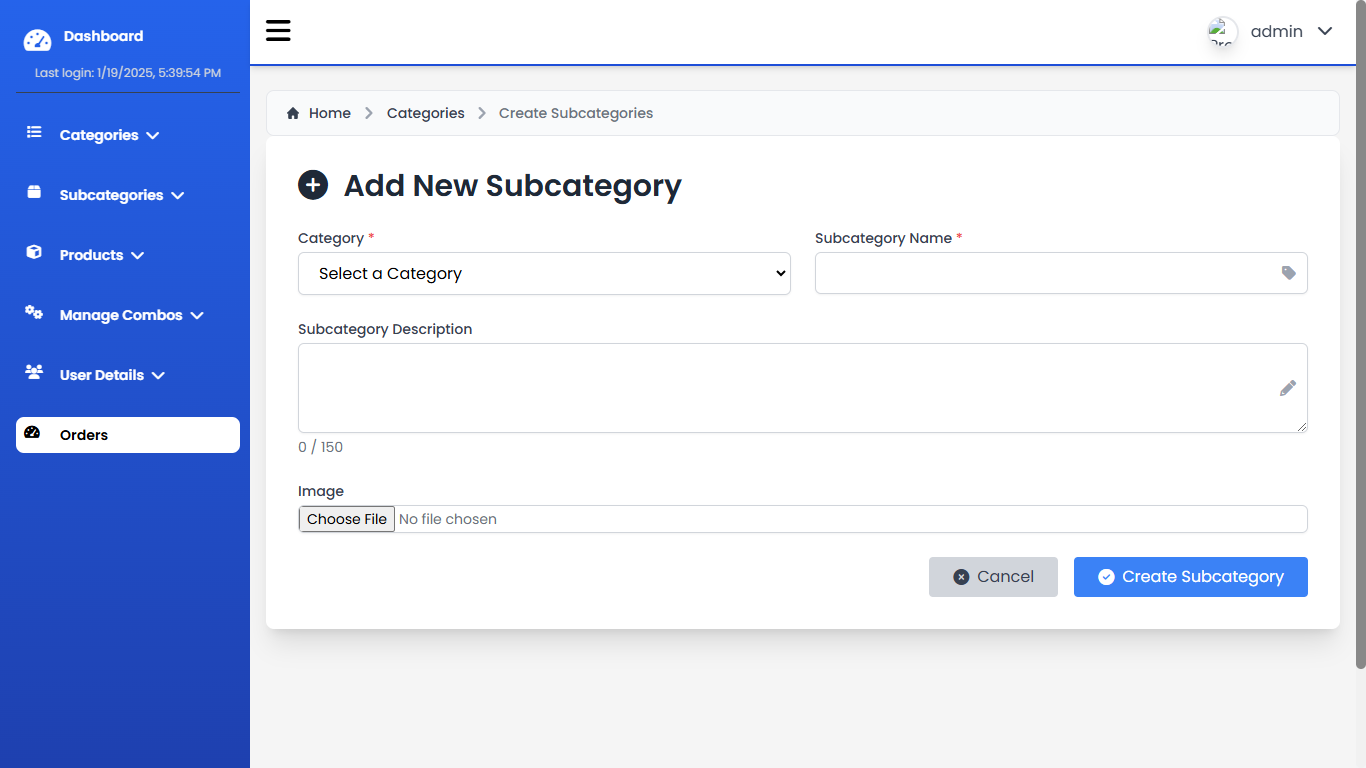 Dashboard
Last login: 1/19/2025, 5:39:54 PM
Categories
Subcategories
Products
Manage Combos
User Details
Orders
admin
Home Categories Create Subcategories
Add New Subcategory
Category *
Subcategory Name *
Select a Category
Subcategory Description
0 / 150
Image
Choose File No file chosen
Cancel
Create Subcategory